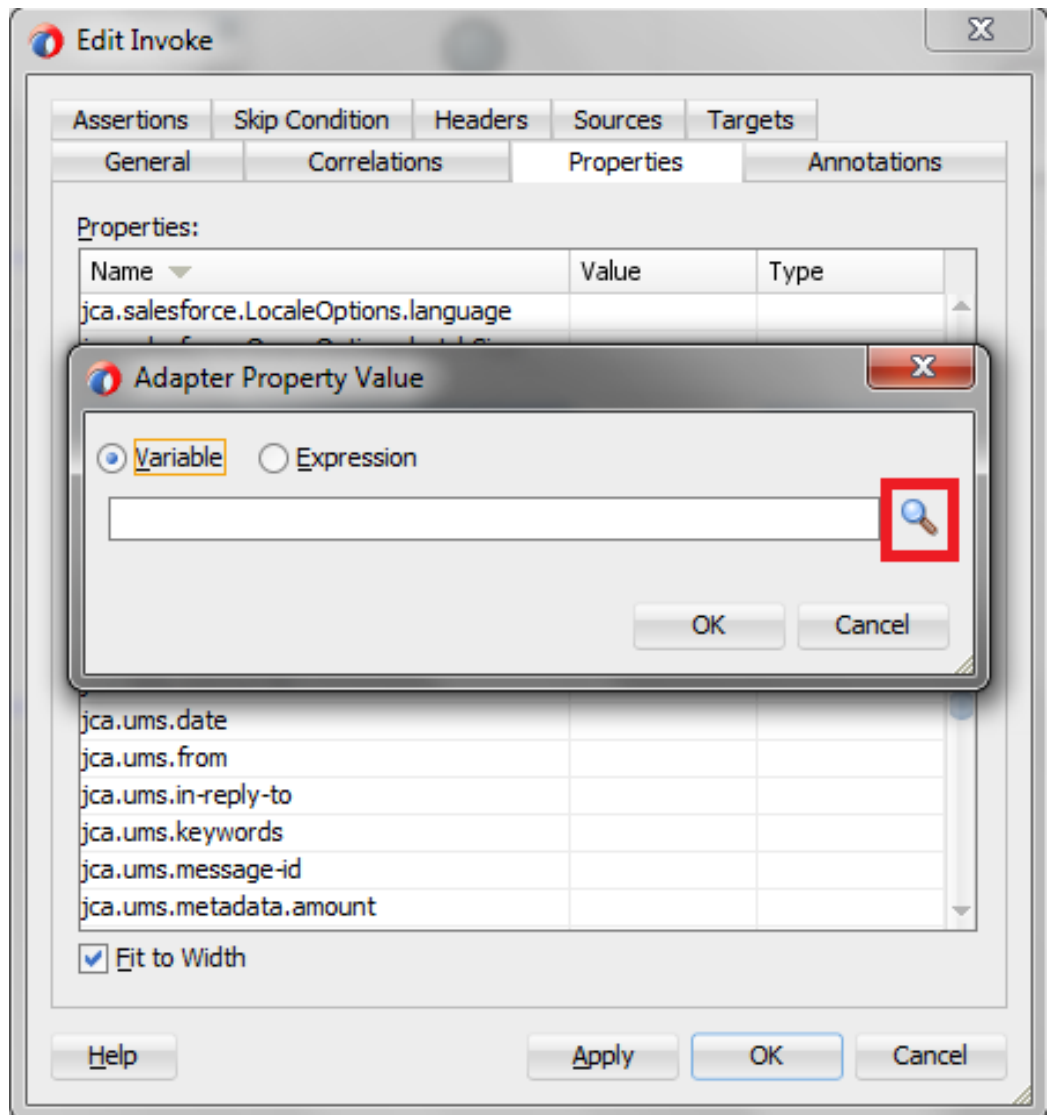 Edit Invoke
Assertions Skip Condition Headers Sources Targets
General Correlations Properties Annotations
Properties:
Name Value Type
jca.salesforce.LocaleOptions.language
Adapter Property Value
Variable Expression
OK Cancel
jca.ums.date
jca.ums.from
jca.ums.in-reply-to
jca.ums.keywords
jca.ums.message-id
jca.ums.metadata.amount
Fit to Width
Help Apply OK Cancel